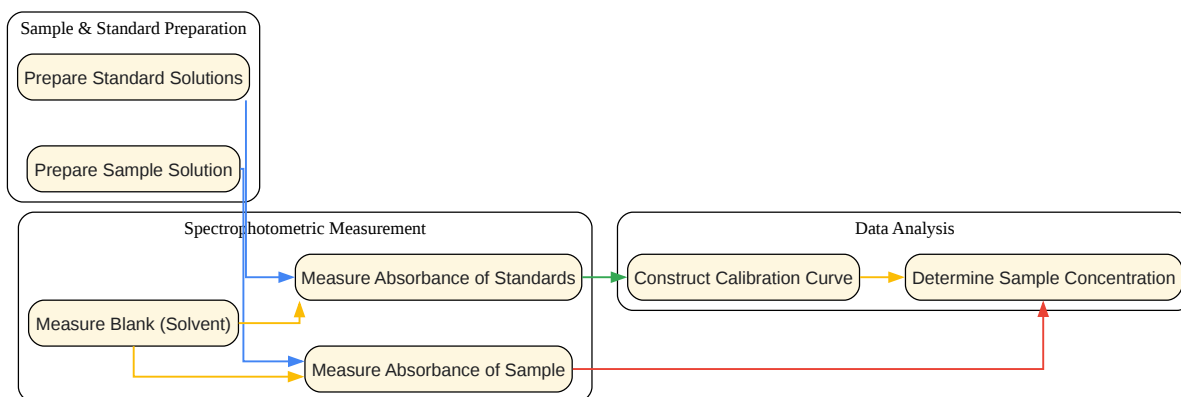 Sample & Standard Preparation
Prepare Standard Solutions
Prepare Sample Solution
Spectrophotometric Measurement
Measure Absorbance of Standards
Measure Blank (Solvent)
Measure Absorbance of Sample
Data Analysis
Construct Calibration Curve
Determine Sample Concentration